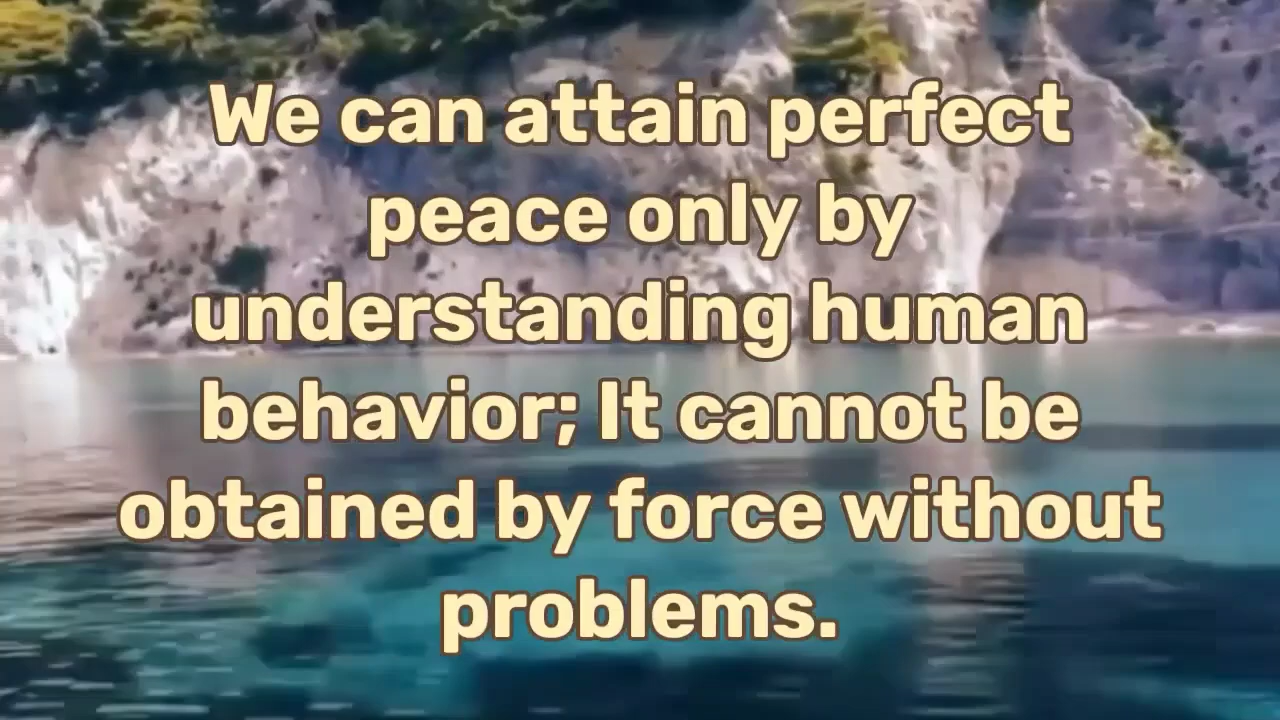 We can attain perfect
peace only by
understanding human
behavior; It cannot be
obtained by force without
problems.